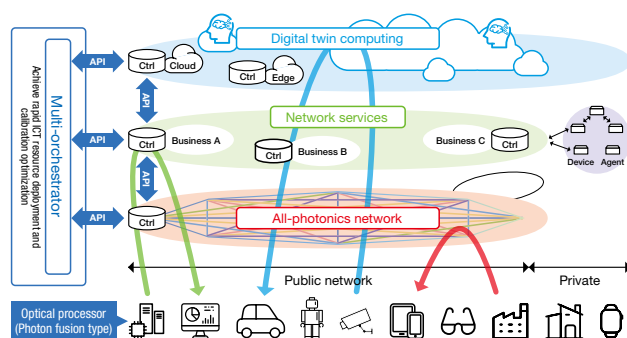 Digital twin computing
API
Ctrl
Cloud
Ctrl
Edge
API
Multi-orchestrator
Achieve rapid ICT resource deployment and
calibration optimization
Network services
API
Ctrl
Business A
Ctrl
Business B
Business C
Ctrl
Device
Agent
API
API
Ctrl
All-photonics network
Public network
Private
Optical processor
(Photon fusion type)